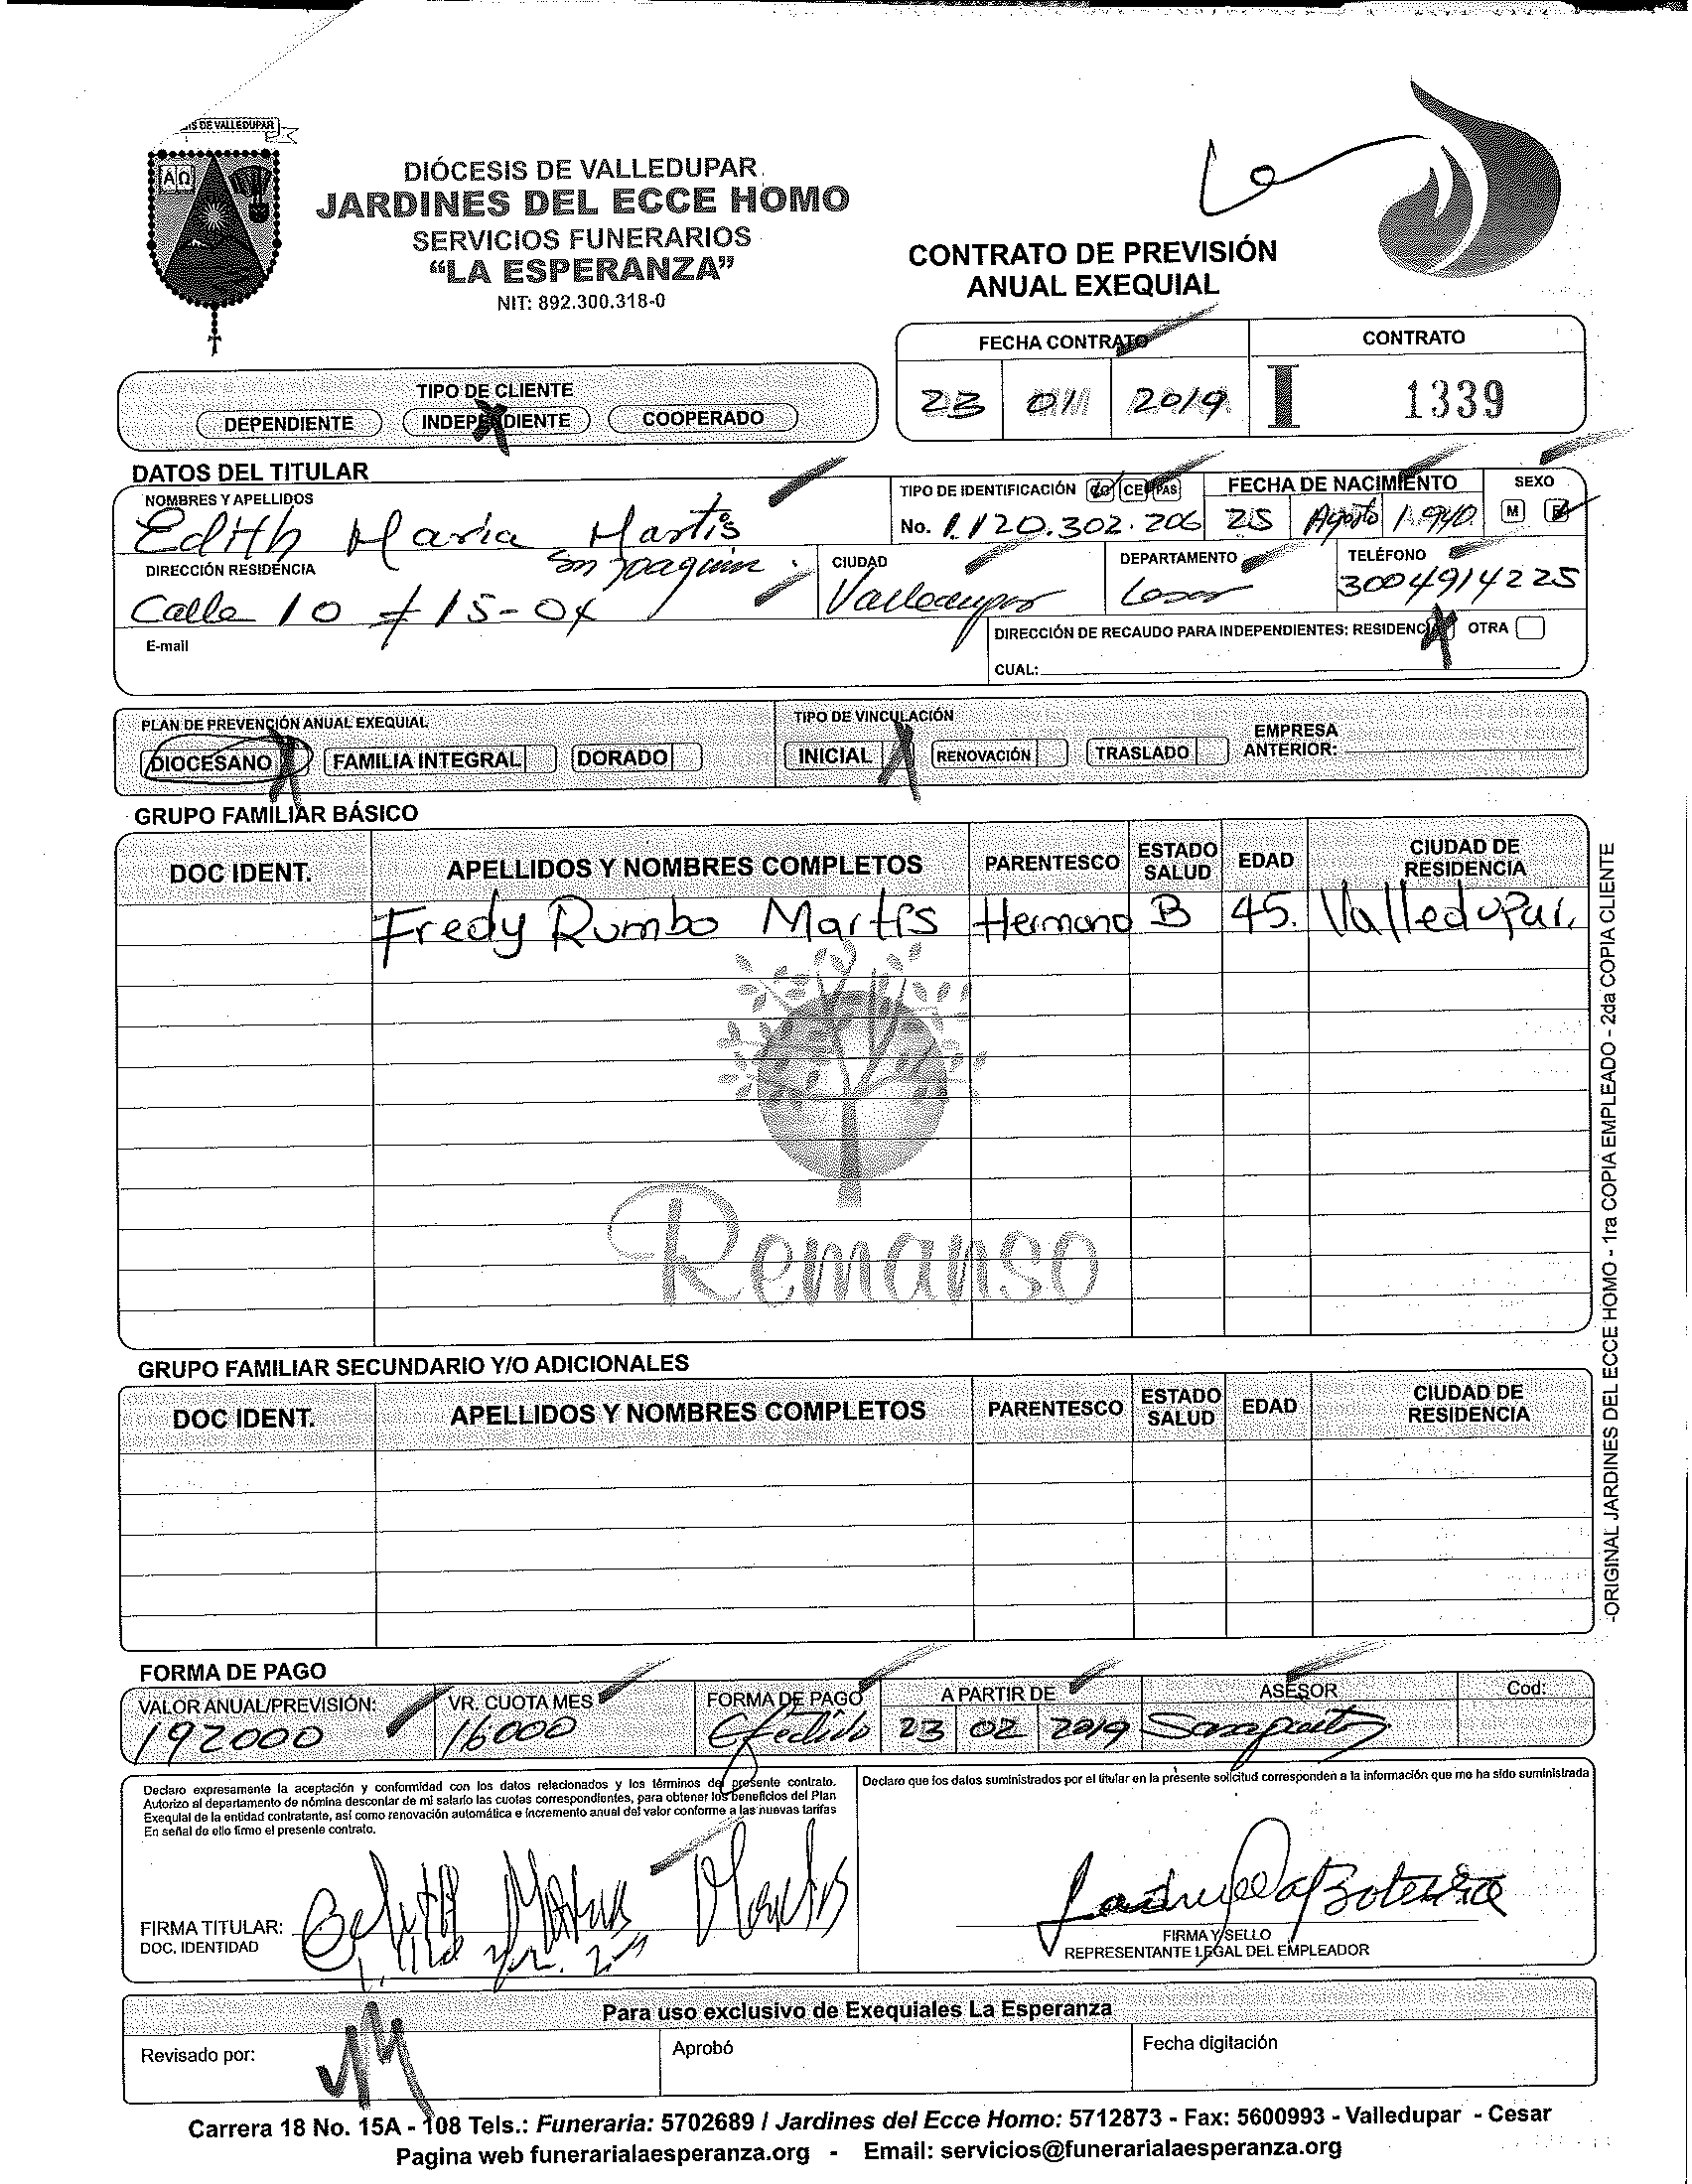 IS DE VALLEDUPAR
A Ω
DIÓCESIS DE VALLEDUPAR
JARDINES DEL ECCE HOMO
SERVICIOS FUNERARIOS
“LA ESPERANZA”
NIT: 892.300.318-0
CONTRATO DE PREVISIÓN
ANUAL EXEQUIAL
FECHA CONTRATO CONTRATO
23 01 2019 I 1339
TIPO DE CLIENTE
DEPENDIENTE INDEPENDIENTE COOPERADO
DATOS DEL TITULAR
NOMBRES Y APELLIDOS TIPO DE IDENTIFICACIÓN CC CE PAS FECHA DE NACIMIENTO SEXO
Edith Maria Martis No. 1.120.302.206 25 Agosto 1.940 M F
DIRECCIÓN RESIDENCIA Sn Joaquin CIUDAD DEPARTAMENTO TELÉFONO
Calle 10 # 15-04 Valledupar Cesar 3004914225
E-mail DIRECCIÓN DE RECAUDO PARA INDEPENDIENTES: RESIDENCIA OTRA
CUAL:
PLAN DE PREVENCIÓN ANUAL EXEQUIAL TIPO DE VINCULACIÓN EMPRESA
DIOCESANO FAMILIA INTEGRAL DORADO INICIAL RENOVACIÓN TRASLADO ANTERIOR:
GRUPO FAMILIAR BÁSICO
DOC IDENT. APELLIDOS Y NOMBRES COMPLETOS PARENTESCO ESTADO SALUD EDAD CIUDAD DE RESIDENCIA
Fredy Rumbo Martis Hermano B 45. Valledupar.
Remanso
GRUPO FAMILIAR SECUNDARIO Y/O ADICIONALES
DOC IDENT. APELLIDOS Y NOMBRES COMPLETOS PARENTESCO ESTADO SALUD EDAD CIUDAD DE RESIDENCIA
-ORIGINAL JARDINES DEL ECCE HOMO - 1ra COPIA EMPLEADO - 2da COPIA CLIENTE
FORMA DE PAGO
VALOR ANUAL/PREVISIÓN: VR. CUOTA MES FORMA DE PAGO A PARTIR DE ASESOR Cod:
192000 16000 Efectivo 23 02 2019
Declaro expresamente la aceptación y conformidad con los datos relacionados y los términos del presente contrato.
Autorizo al departamento de nómina descontar de mi salario las cuotas correspondientes, para obtener los beneficios del Plan
Exequial de la entidad contratante, así como renovación automática e incremento anual del valor conforme a las nuevas tarifas
En señal de ello firmo el presente contrato.
Declaro que los datos suministrados por el titular en la presente solicitud corresponden a la información que me ha sido suministrada
FIRMA TITULAR:
DOC. IDENTIDAD
FIRMA Y SELLO
REPRESENTANTE LEGAL DEL EMPLEADOR
Para uso exclusivo de Exequiales La Esperanza
Revisado por: Aprobó Fecha digitación
Carrera 18 No. 15A - 108 Tels.: Funeraria: 5702689 / Jardines del Ecce Homo: 5712873 - Fax: 5600993 - Valledupar - Cesar
Pagina web funerarialaesperanza.org - Email: servicios@funerarialaesperanza.org